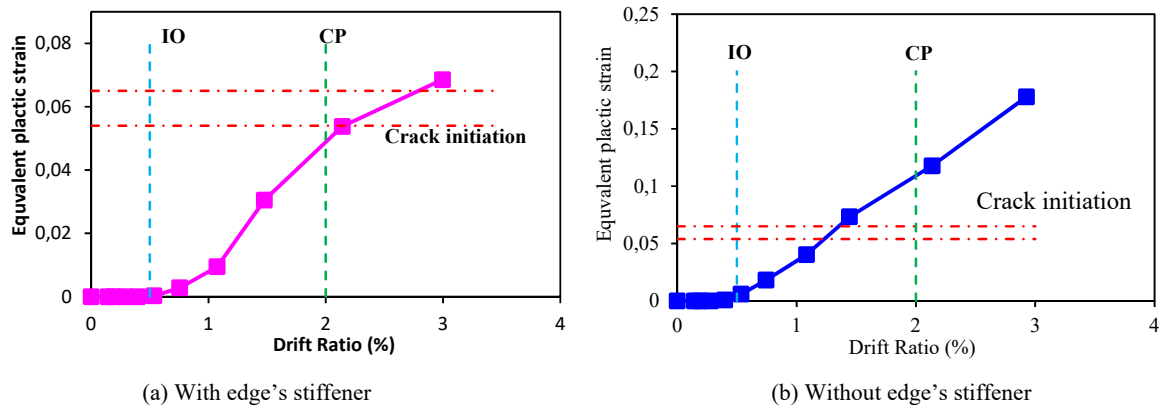 0,08
0,06
0,04
0,02
0
Equvalent plactic strain
IO
CP
Crack initiation
0 1 2 3 4
Drift Ratio (%)
(a) With edge’s stiffener
0,25
0,2
0,15
0,1
0,05
0
Equvalent plactic strain
IO
CP
Crack initiation
0 1 2 3 4
Drift Ratio (%)
(b) Without edge’s stiffener